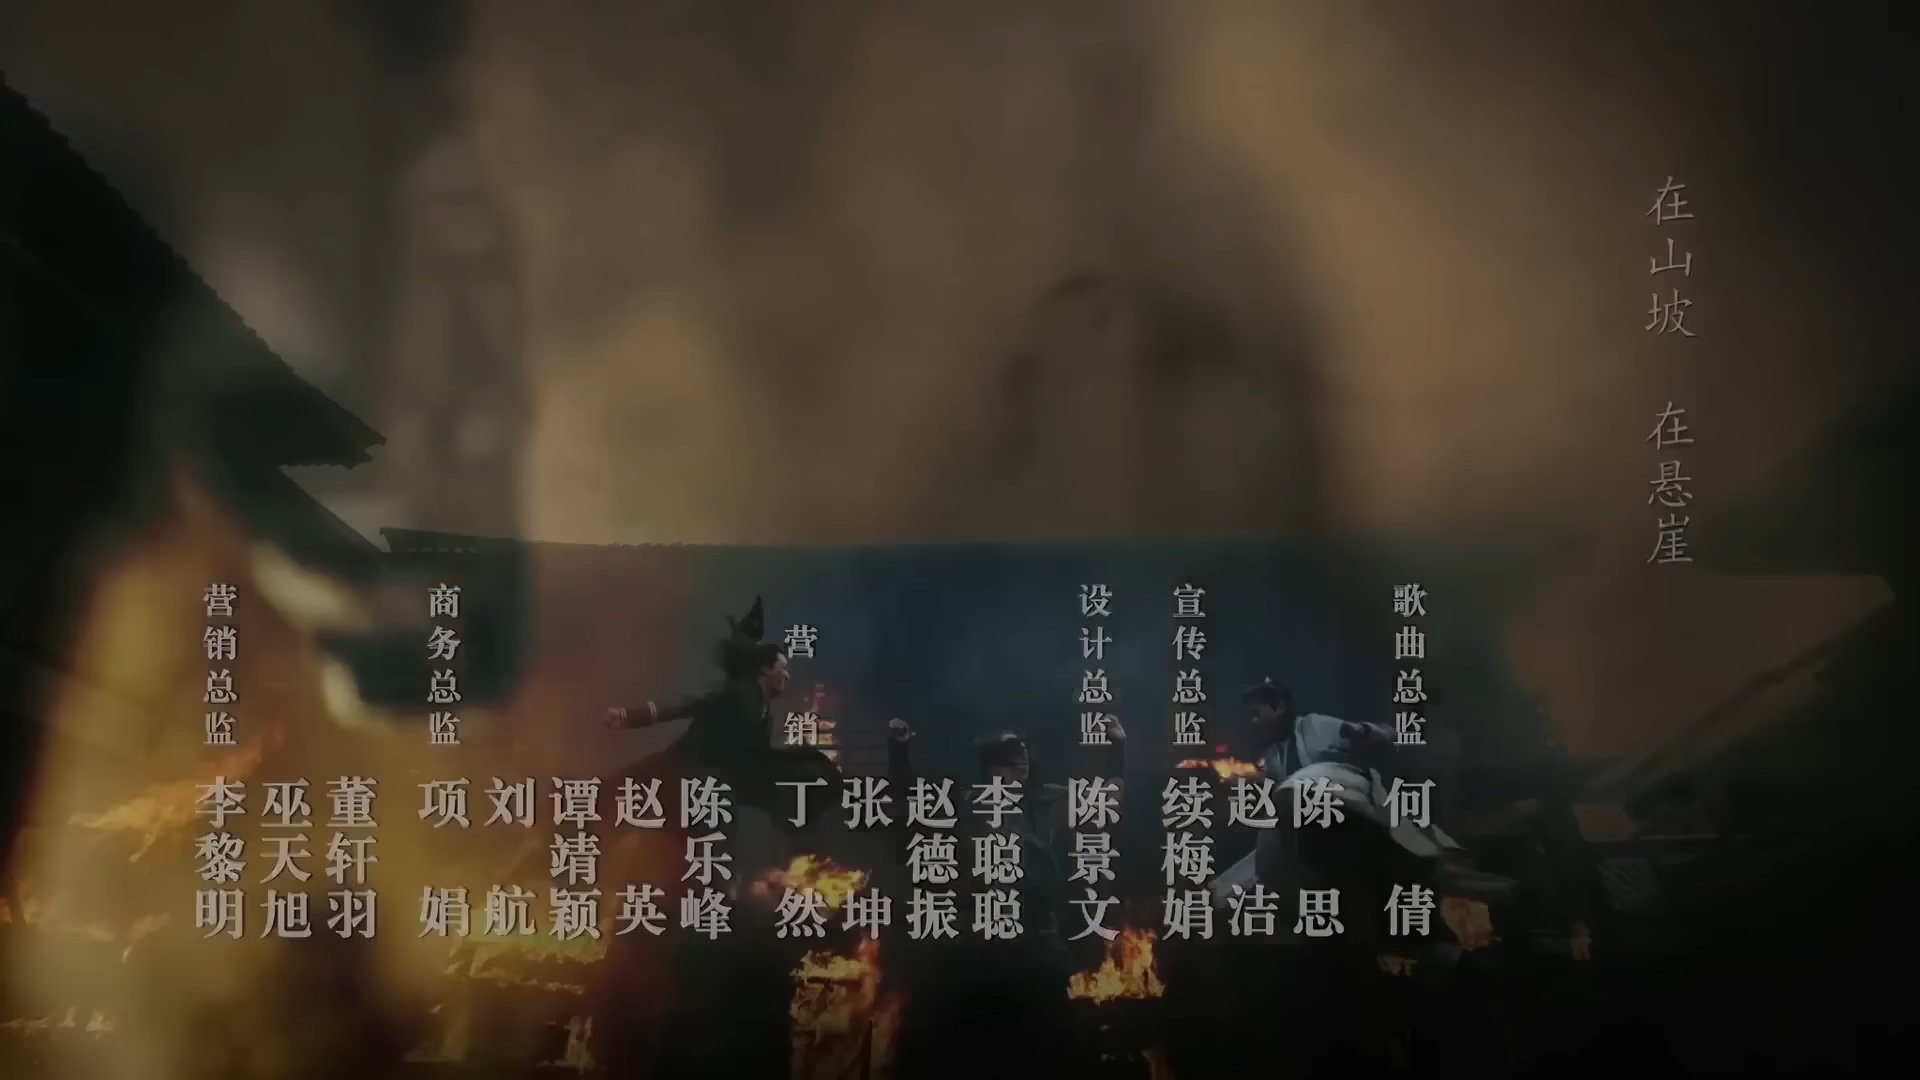 在山坡 在悬崖
歌曲总监
何倩
宣传总监
陈思
赵洁
续梅娟
设计总监
陈景文
营销
李聪聪
赵德振
张坤
丁然
商务总监
陈乐峰
赵英
谭靖颖
刘航
项娟
营销总监
董轩羽
巫天旭
李黎明